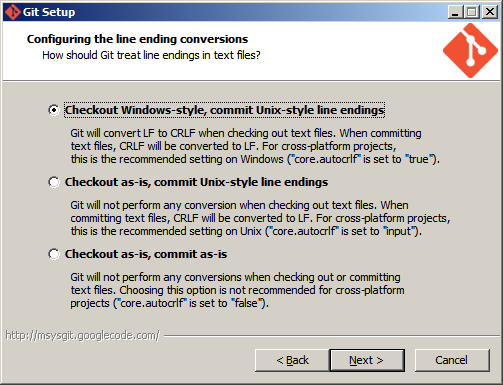 Git Setup
Configuring the line ending conversions
How should Git treat line endings in text files?
Checkout Windows-style, commit Unix-style line endings
Git will convert LF to CRLF when checking out text files. When committing
text files, CRLF will be converted to LF. For cross-platform projects,
this is the recommended setting on Windows ("core.autocrlf" is set to "true").
Checkout as-is, commit Unix-style line endings
Git will not perform any conversion when checking out text files. When
committing text files, CRLF will be converted to LF. For cross-platform projects,
this is the recommended setting on Unix ("core.autocrlf" is set to "input").
Checkout as-is, commit as-is
Git will not perform any conversions when checking out or committing
text files. Choosing this option is not recommended for cross-platform
projects ("core.autocrlf" is set to "false").
http://msysgit.googlecode.com/
< Back Next > Cancel